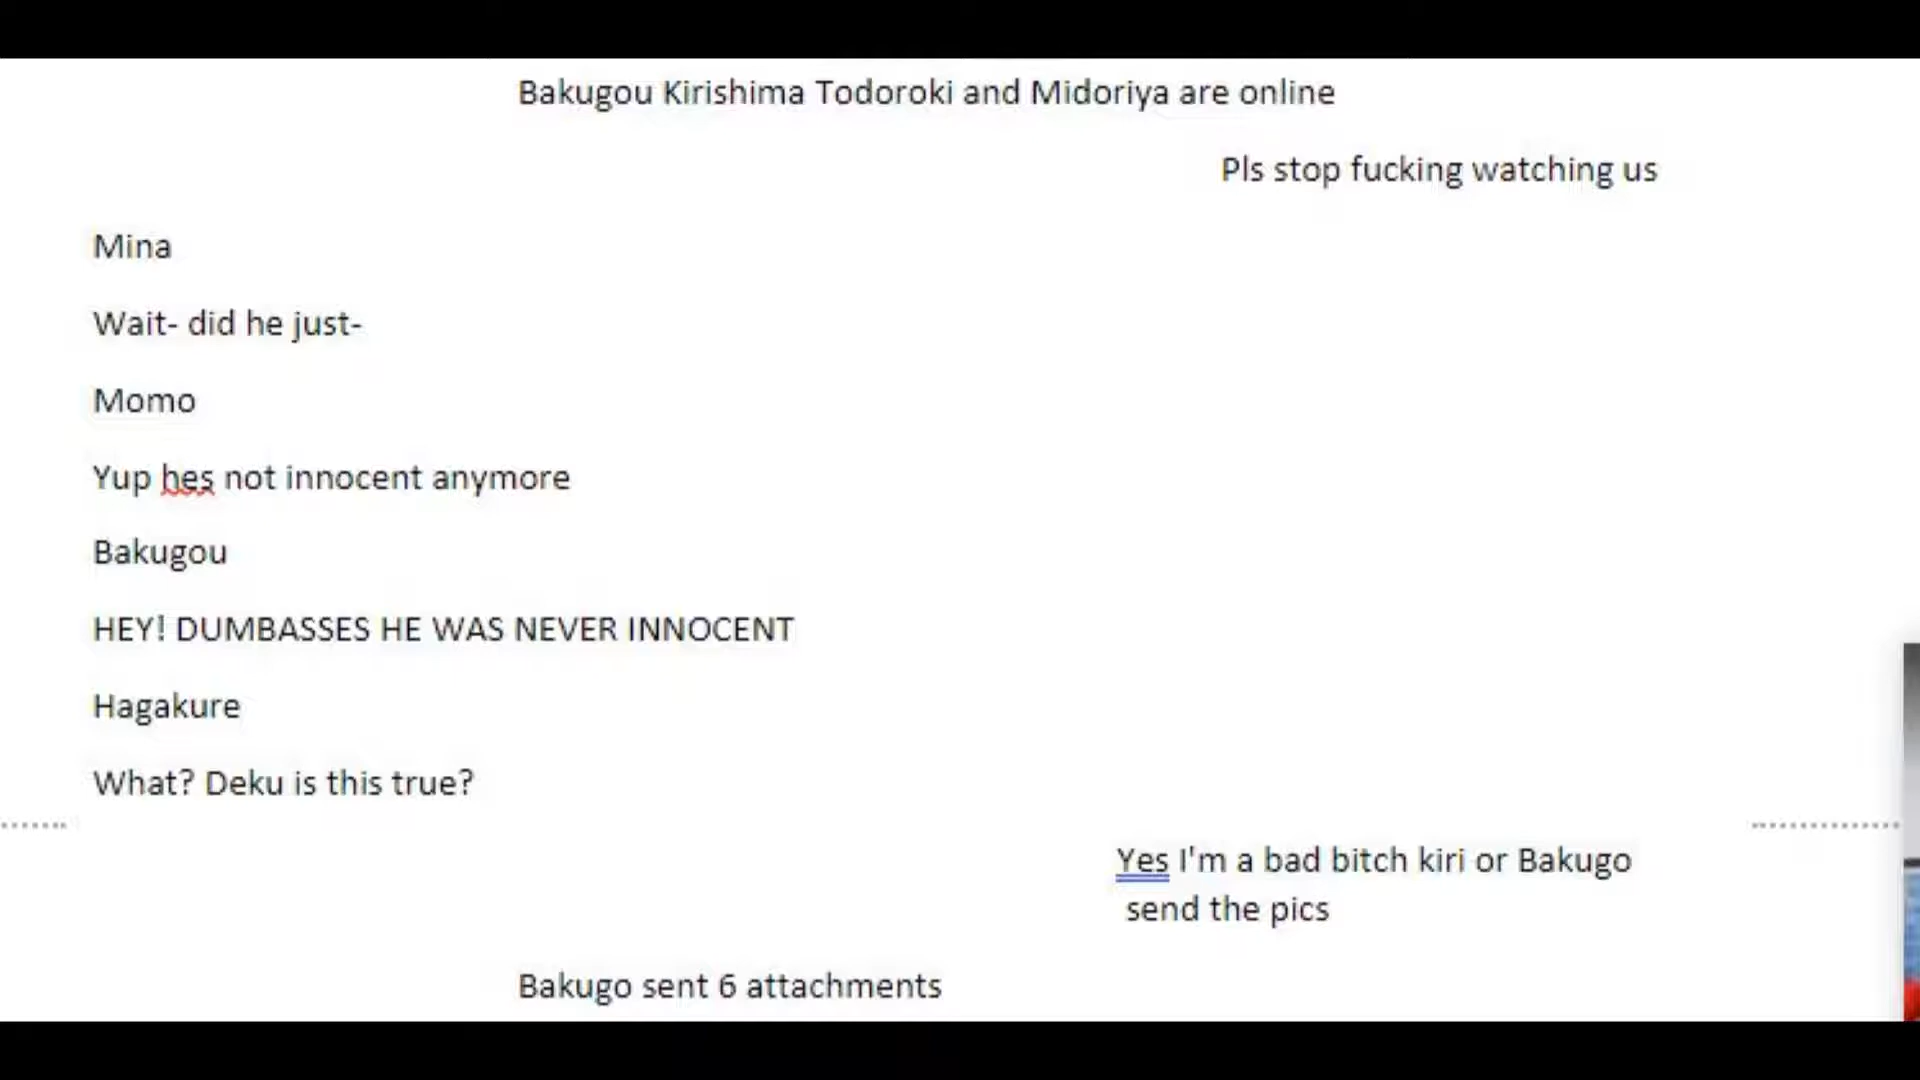 Bakugou Kirishima Todoroki and Midoriya are online
Pls stop fucking watching us
Mina
Wait- did he just-
Momo
Yup hes not innocent anymore
Bakugou
HEY! DUMBASSES HE WAS NEVER INNOCENT
Hagakure
What? Deku is this true?
Yes I'm a bad bitch kiri or Bakugo
send the pics
Bakugo sent 6 attachments